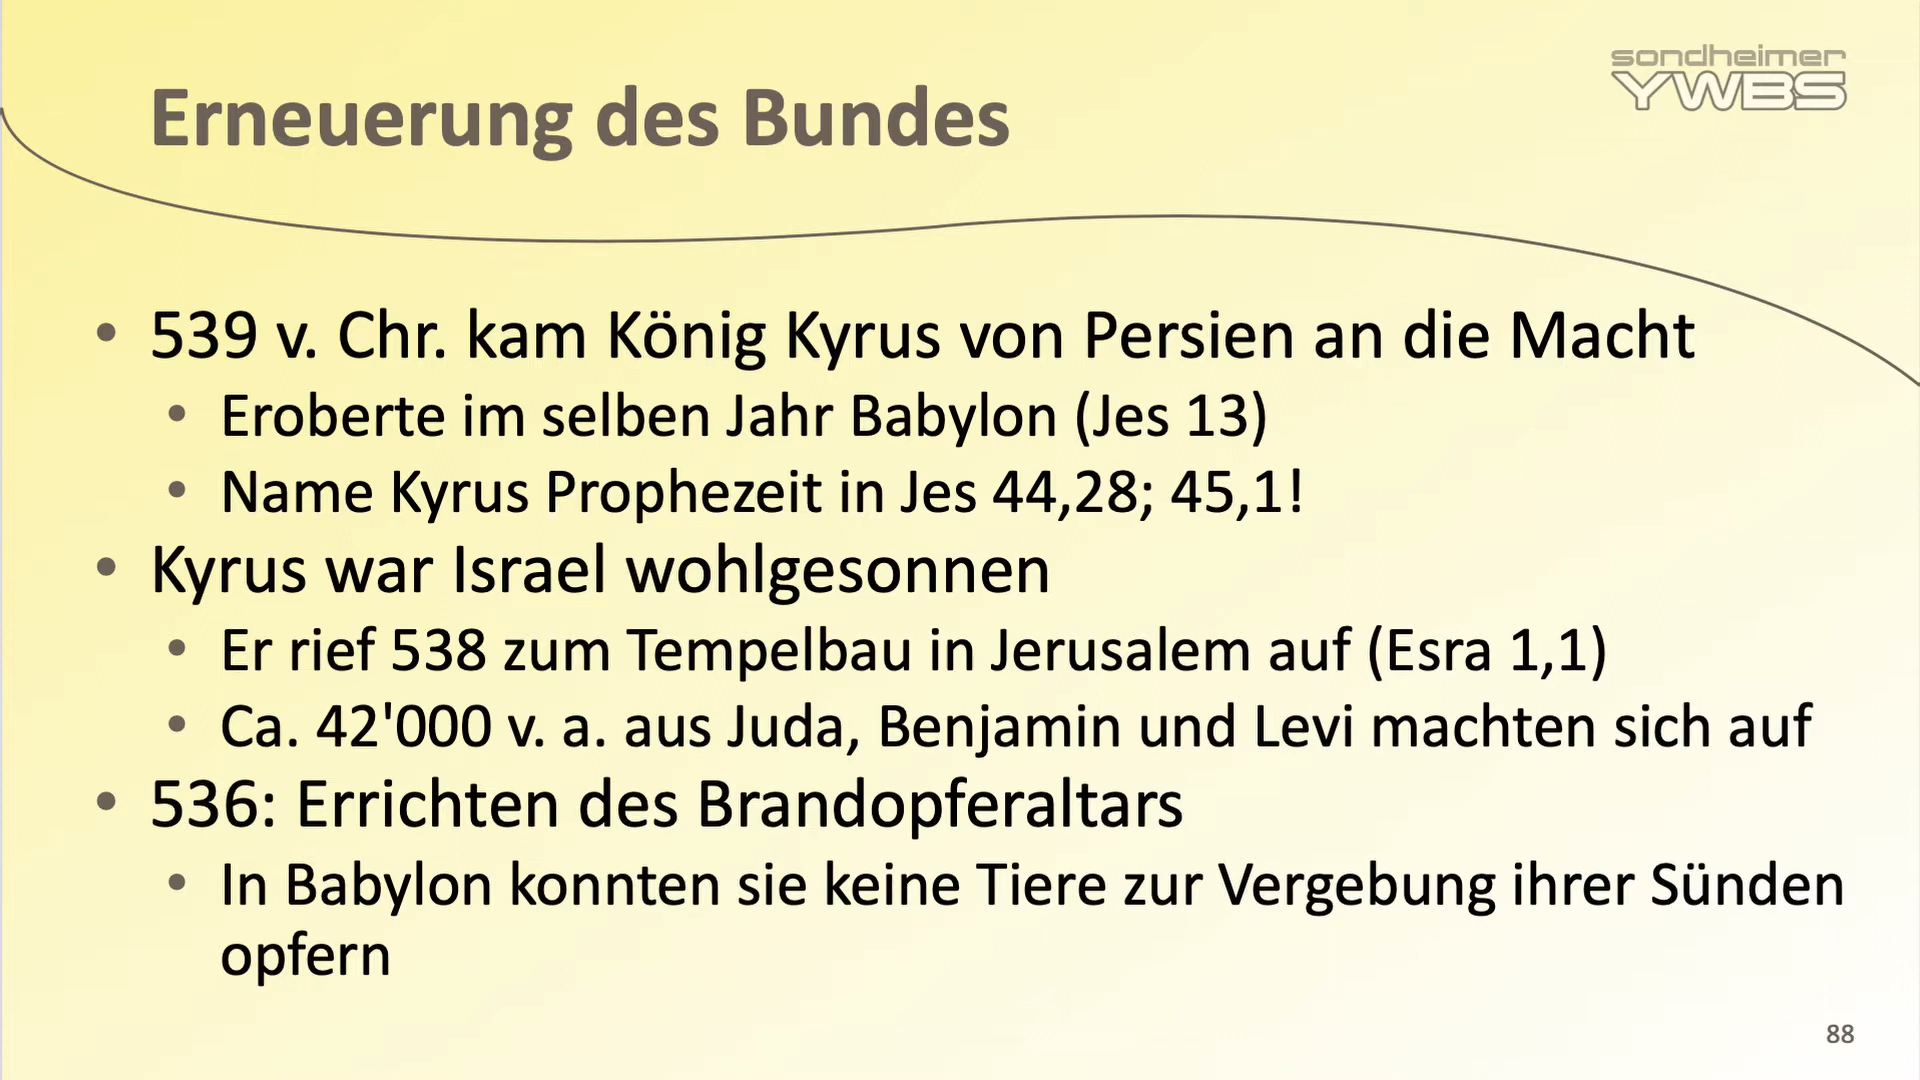 sondheimer
YWBS
Erneuerung des Bundes
• 539 v. Chr. kam König Kyrus von Persien an die Macht
• Eroberte im selben Jahr Babylon (Jes 13)
• Name Kyrus Prophezeit in Jes 44,28; 45,1!
• Kyrus war Israel wohlgesonnen
• Er rief 538 zum Tempelbau in Jerusalem auf (Esra 1,1)
• Ca. 42'000 v. a. aus Juda, Benjamin und Levi machten sich auf
• 536: Errichten des Brandopferaltars
• In Babylon konnten sie keine Tiere zur Vergebung ihrer Sünden
opfern
88